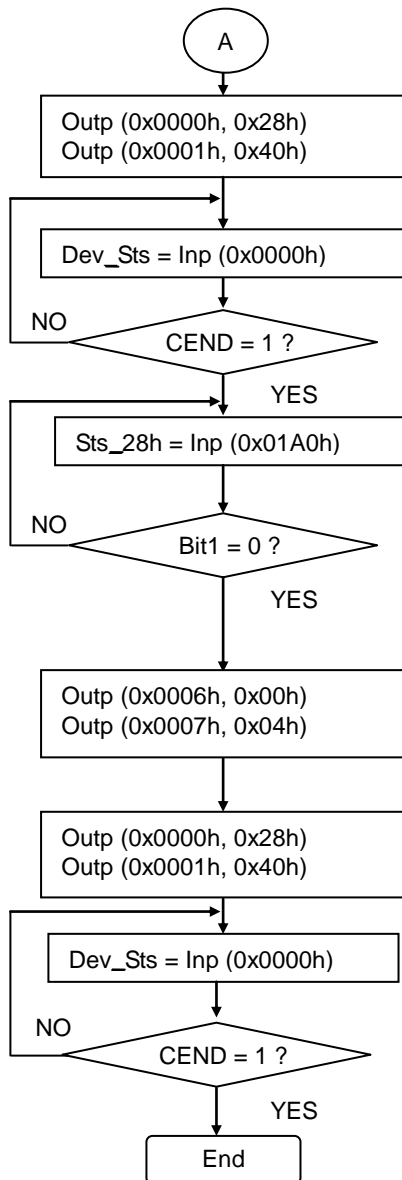 A
Outp (0x0000h, 0x28h)
Outp (0x0001h, 0x40h)
Dev_Sts = Inp (0x0000h)
NO
CEND = 1 ?
YES
Sts_28h = Inp (0x01A0h)
NO
Bit1 = 0 ?
YES
Outp (0x0006h, 0x00h)
Outp (0x0007h, 0x04h)
Outp (0x0000h, 0x28h)
Outp (0x0001h, 0x40h)
Dev_Sts = Inp (0x0000h)
NO
CEND = 1 ?
YES
End